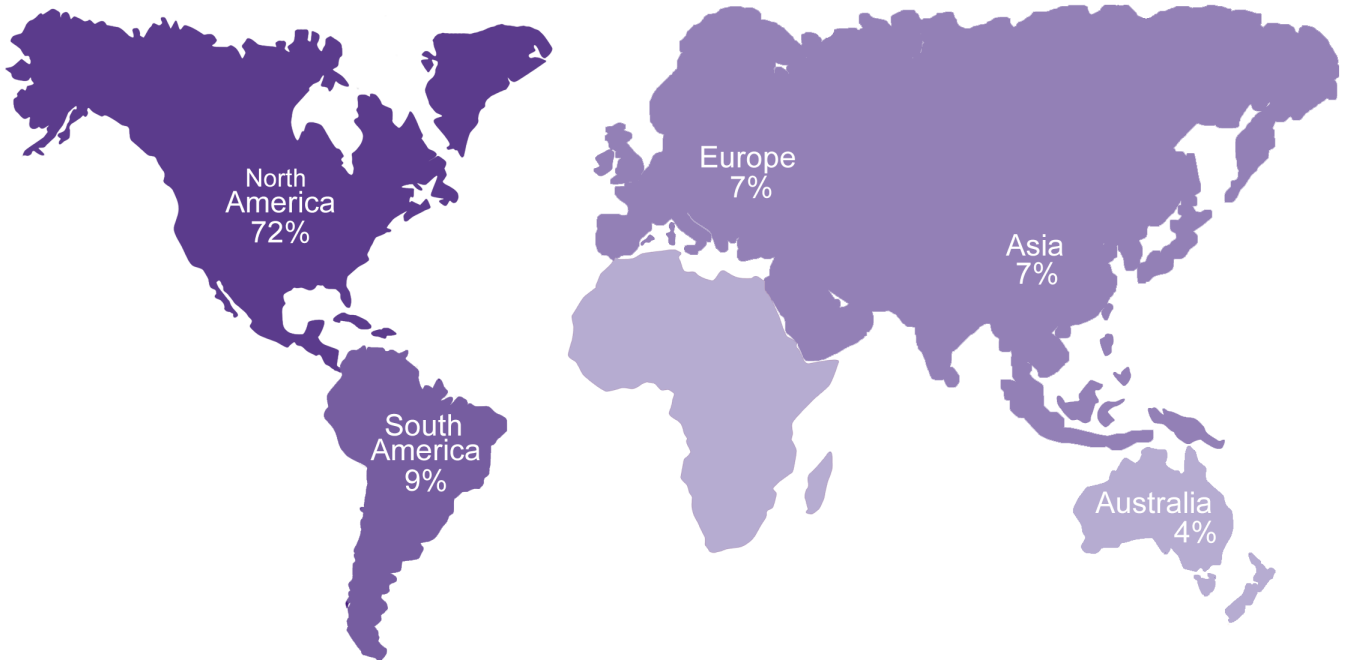 North
America
72%
South
America
9%
Europe
7%
Asia
7%
Australia
4%